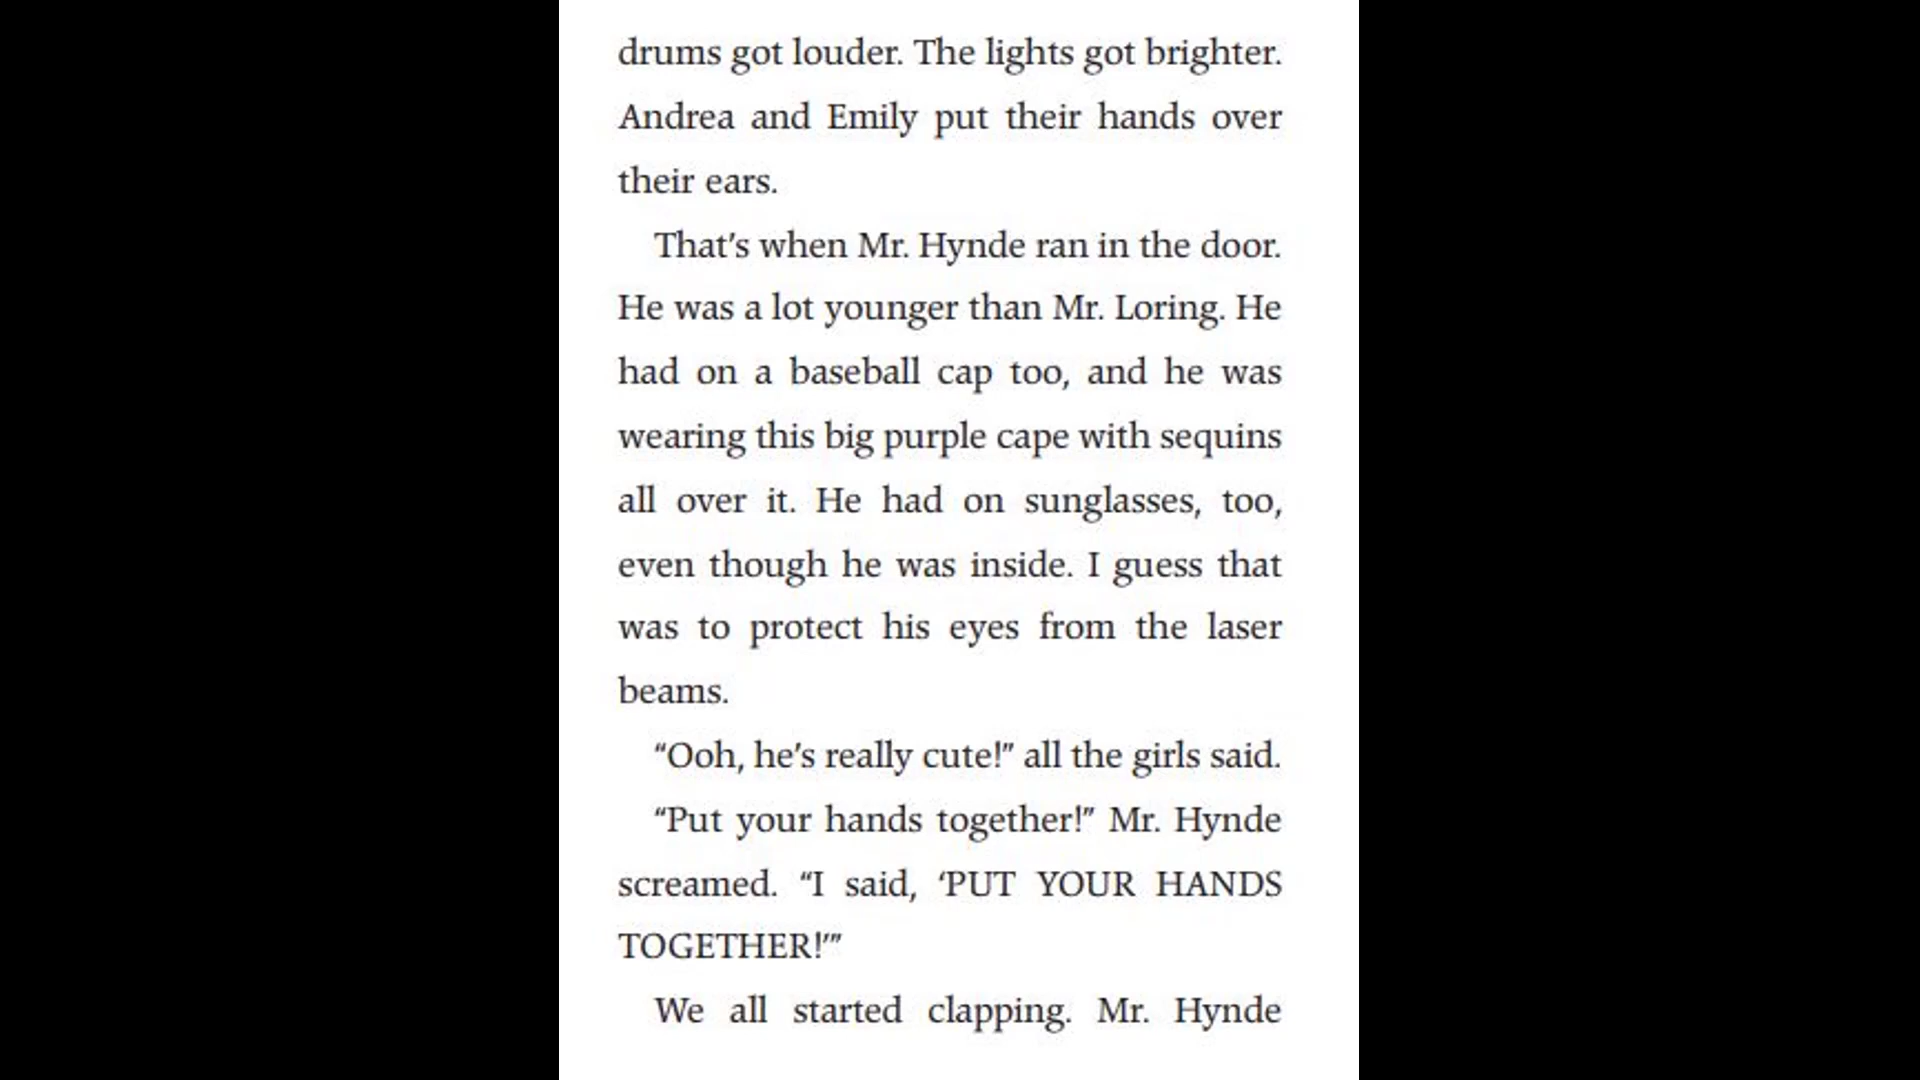 drums got louder. The lights got brighter.
Andrea and Emily put their hands over
their ears.
That’s when Mr. Hynde ran in the door.
He was a lot younger than Mr. Loring. He
had on a baseball cap too, and he was
wearing this big purple cape with sequins
all over it. He had on sunglasses, too,
even though he was inside. I guess that
was to protect his eyes from the laser
beams.
“Ooh, he’s really cute!” all the girls said.
“Put your hands together!” Mr. Hynde
screamed. “I said, ‘PUT YOUR HANDS
TOGETHER!’”
We all started clapping. Mr. Hynde